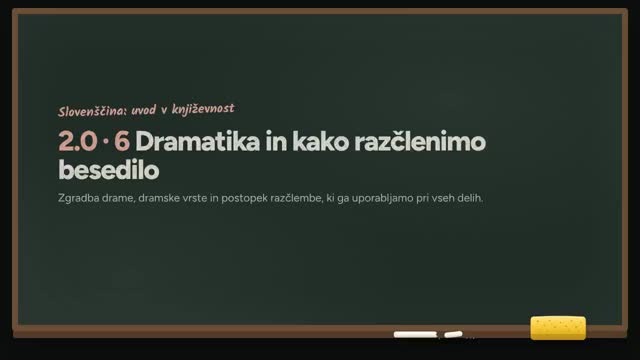 Slovenščina: uvod v književnost
2.0 · 6 Dramatika in kako razčlenimo
besedilo
Zgradba drame, dramske vrste in postopek razčlembe, ki ga uporabljamo pri vseh delih.